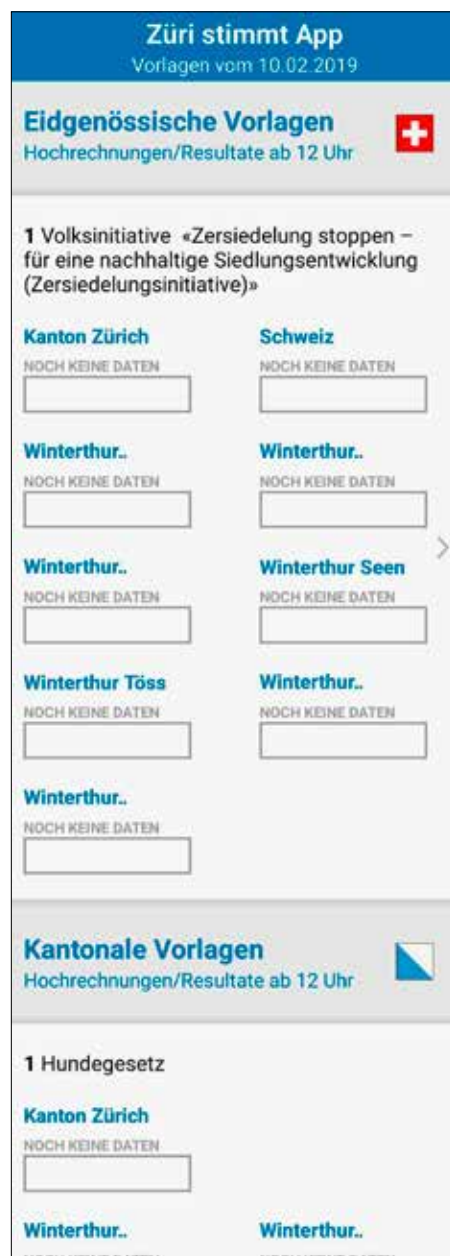 Züri stimmt App
Vorlagen vom 10.02.2019
Eidgenössische Vorlagen
Hochrechnungen/Resultate ab 12 Uhr
1 Volksinitiative «Zersiedelung stoppen –
für eine nachhaltige Siedlungsentwicklung
(Zersiedelungsinitiative)»
Kanton Zürich Schweiz
NOCH KEINE DATEN NOCH KEINE DATEN
Winterthur.. Winterthur..
NOCH KEINE DATEN NOCH KEINE DATEN
Winterthur.. Winterthur Seen
NOCH KEINE DATEN NOCH KEINE DATEN
Winterthur Töss Winterthur..
NOCH KEINE DATEN NOCH KEINE DATEN
Winterthur..
NOCH KEINE DATEN
Kantonale Vorlagen
Hochrechnungen/Resultate ab 12 Uhr
1 Hundegesetz
Kanton Zürich
NOCH KEINE DATEN
Winterthur.. Winterthur..